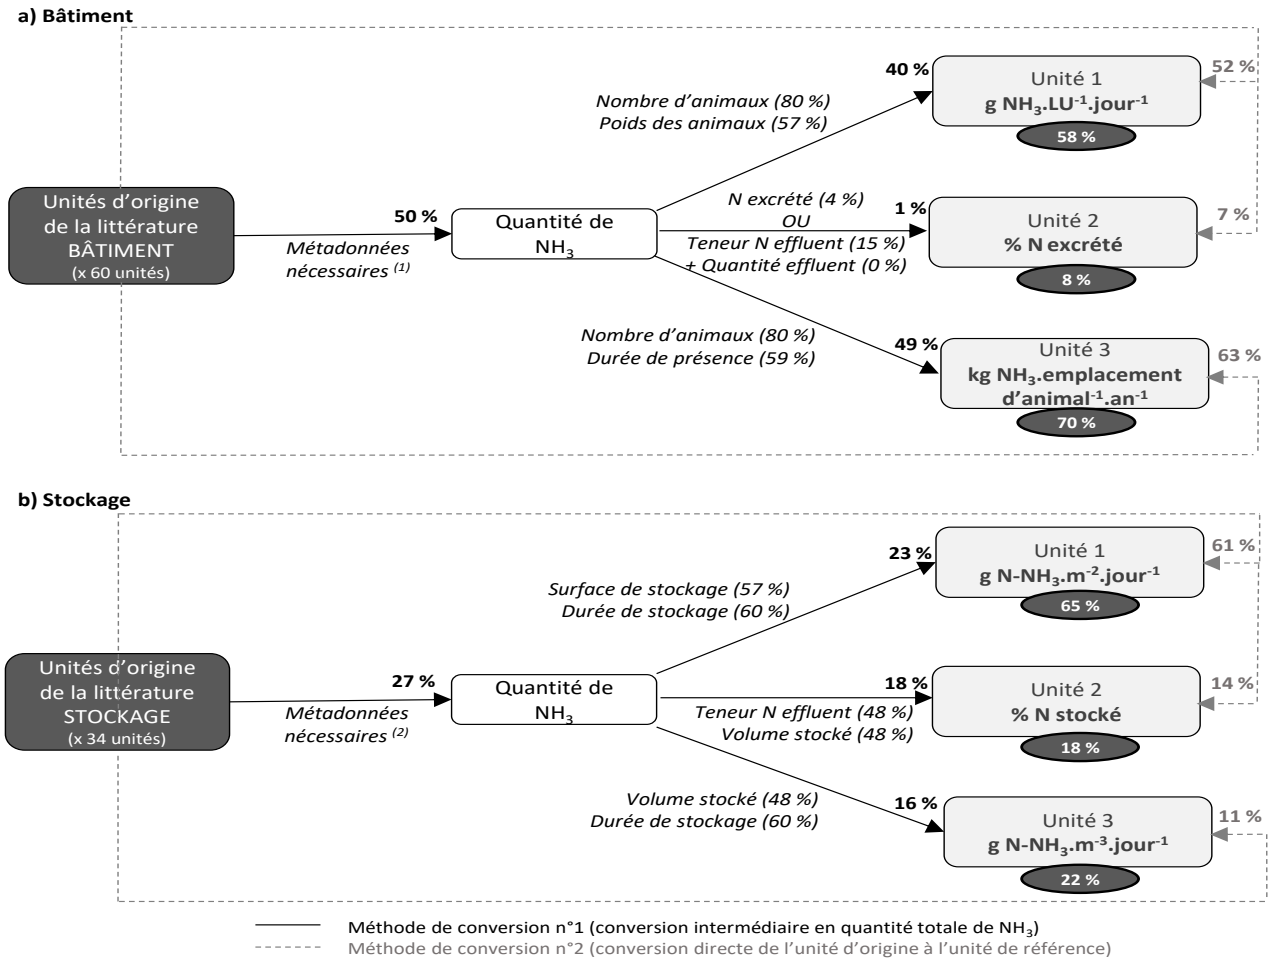 a) Bâtiment
40 %
52 %
Unité 1
g NH₃.LU⁻¹.jour⁻¹
58 %
Nombre d’animaux (80 %)
Poids des animaux (57 %)
Unités d’origine
de la littérature
BÂTIMENT
(x 60 unités)
50 %
Métadonnées
nécessaires ⁽¹⁾
Quantité de
NH₃
N excrété (4 %)
OU
Teneur N effluent (15 %)
+ Quantité effluent (0 %)
1 %
7 %
Unité 2
% N excrété
8 %
Nombre d’animaux (80 %)
Durée de présence (59 %)
49 %
63 %
Unité 3
kg NH₃.emplacement
d’animal⁻¹.an⁻¹
70 %
b) Stockage
23 %
61 %
Unité 1
g N-NH₃.m⁻².jour⁻¹
65 %
Surface de stockage (57 %)
Durée de stockage (60 %)
Unités d’origine
de la littérature
STOCKAGE
(x 34 unités)
27 %
Métadonnées
nécessaires ⁽²⁾
Quantité de
NH₃
18 %
14 %
Teneur N effluent (48 %)
Volume stocké (48 %)
Unité 2
% N stocké
18 %
Volume stocké (48 %)
Durée de stockage (60 %)
16 %
11 %
Unité 3
g N-NH₃.m⁻³.jour⁻¹
22 %
Méthode de conversion n°1 (conversion intermédiaire en quantité totale de NH₃)
Méthode de conversion n°2 (conversion directe de l’unité d’origine à l’unité de référence)